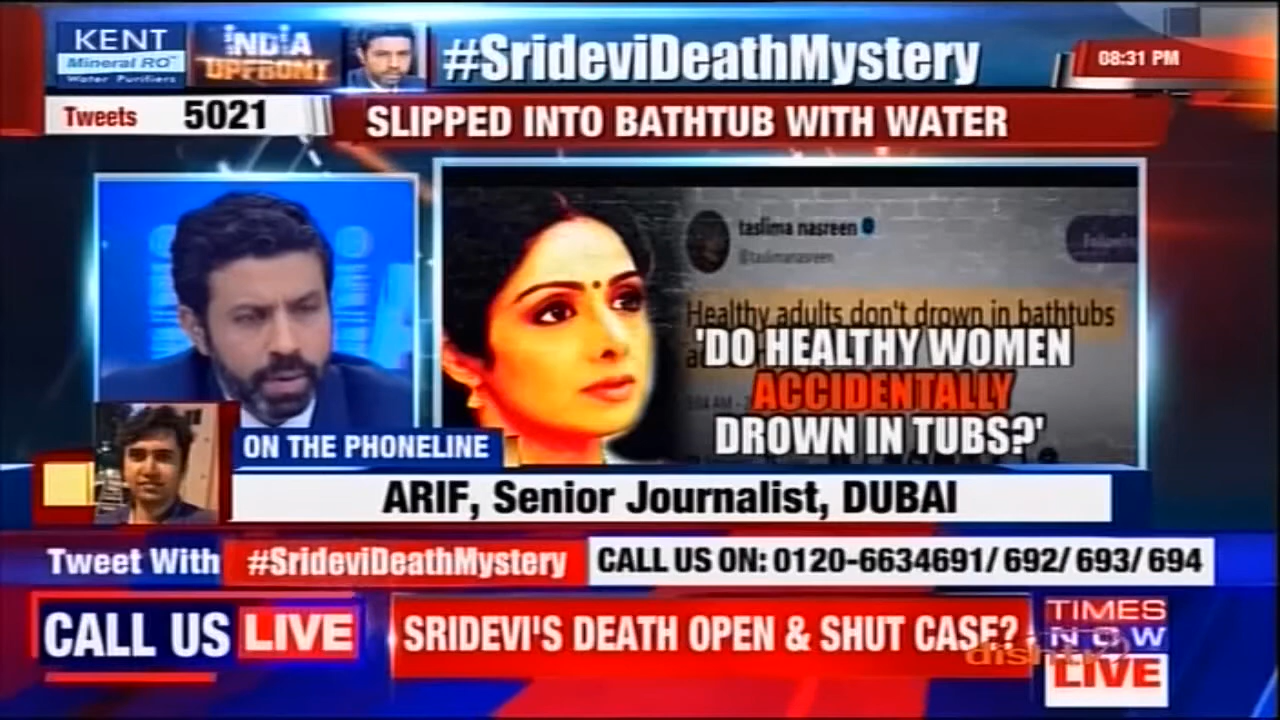 KENT
Mineral RO™
Water Purifiers
INDIA
UPFRONT
#SrideviDeathMystery
08:31 PM
Tweets 5021
SLIPPED INTO BATHTUB WITH WATER
taslima nasreen
@taslimanasreen
Healthy adults don't drown in bathtubs
'DO HEALTHY WOMEN
ACCIDENTALLY
DROWN IN TUBS?'
ON THE PHONELINE
ARIF, Senior Journalist, DUBAI
Tweet With #SrideviDeathMystery
CALL US ON: 0120-6634691/ 692/ 693/ 694
CALL US LIVE
SRIDEVI'S DEATH OPEN & SHUT CASE?
dishtv
TIMES
NOW
LIVE